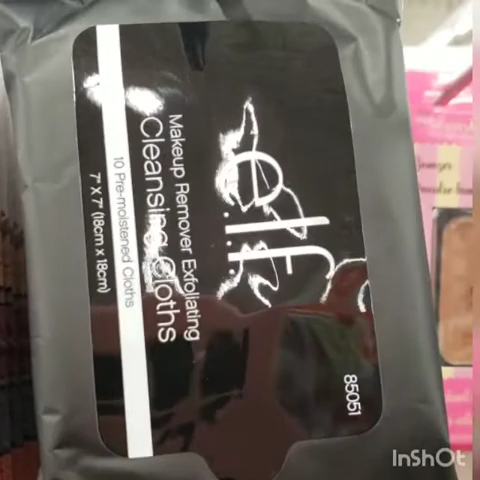 e.l.f.
Makeup Remover Exfoliating
Cleansing Cloths
10 Pre-moistened Cloths
7" X 7" (18cm x 18cm)
85051
InShOt